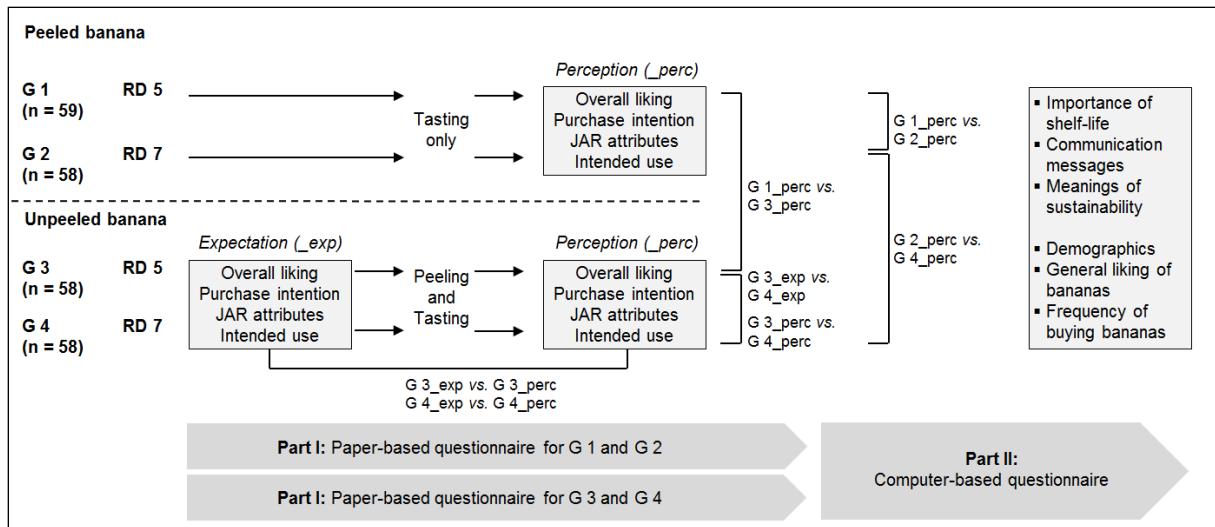 Peeled banana
G 1
(n = 59)
RD 5
G 2
(n = 58)
RD 7
Tasting
only
Perception (_perc)
Overall liking
Purchase intention
JAR attributes
Intended use
Unpeeled banana
Expectation (_exp)
G 3
(n = 58)
RD 5
G 4
(n = 58)
RD 7
Overall liking
Purchase intention
JAR attributes
Intended use
Peeling
and
Tasting
Perception (_perc)
Overall liking
Purchase intention
JAR attributes
Intended use
G 3_exp vs. G 3_perc
G 4_exp vs. G 4_perc
G 1_perc vs.
G 3_perc
G 3_exp vs.
G 4_exp
G 3_perc vs.
G 4_perc
G 1_perc vs.
G 2_perc
G 2_perc vs.
G 4_perc
▪ Importance of
shelf-life
▪ Communication
messages
▪ Meanings of
sustainability
▪ Demographics
▪ General liking of
bananas
▪ Frequency of
buying bananas
Part I: Paper-based questionnaire for G 1 and G 2
Part I: Paper-based questionnaire for G 3 and G 4
Part II:
Computer-based questionnaire